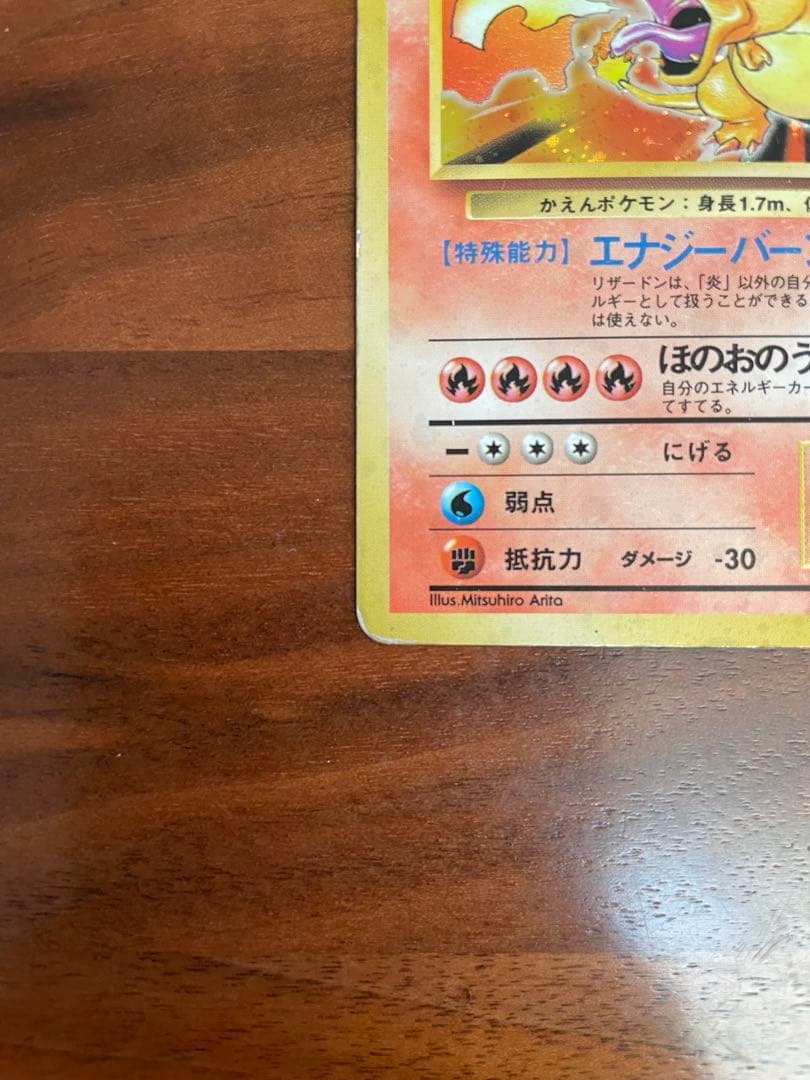 かえんポケモン：身長1.7m、
【特殊能力】エナジーバー
リザードンは、「炎」以外の自分
ルギーとして扱うことができる
は使えない。
ほのおのう
自分のエネルギーカー
てすてる。
にげる
弱点
抵抗力 ダメージ -30
Illus.Mitsuhiro Arita